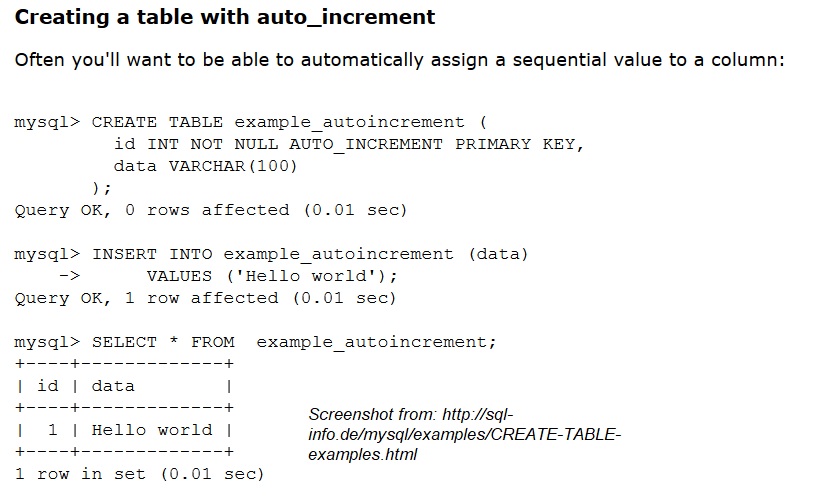 Creating a table with auto_increment
Often you'll want to be able to automatically assign a sequential value to a column:
mysql> CREATE TABLE example_autoincrement (
         id INT NOT NULL AUTO_INCREMENT PRIMARY KEY,
         data VARCHAR(100)
       );
Query OK, 0 rows affected (0.01 sec)
mysql> INSERT INTO example_autoincrement (data)
    ->      VALUES ('Hello world');
Query OK, 1 row affected (0.01 sec)
mysql> SELECT * FROM  example_autoincrement;
+----+-------------+
| id | data        |
+----+-------------+
|  1 | Hello world |
+----+-------------+
1 row in set (0.01 sec)
Screenshot from: http://sql-
info.de/mysql/examples/CREATE-TABLE-
examples.html